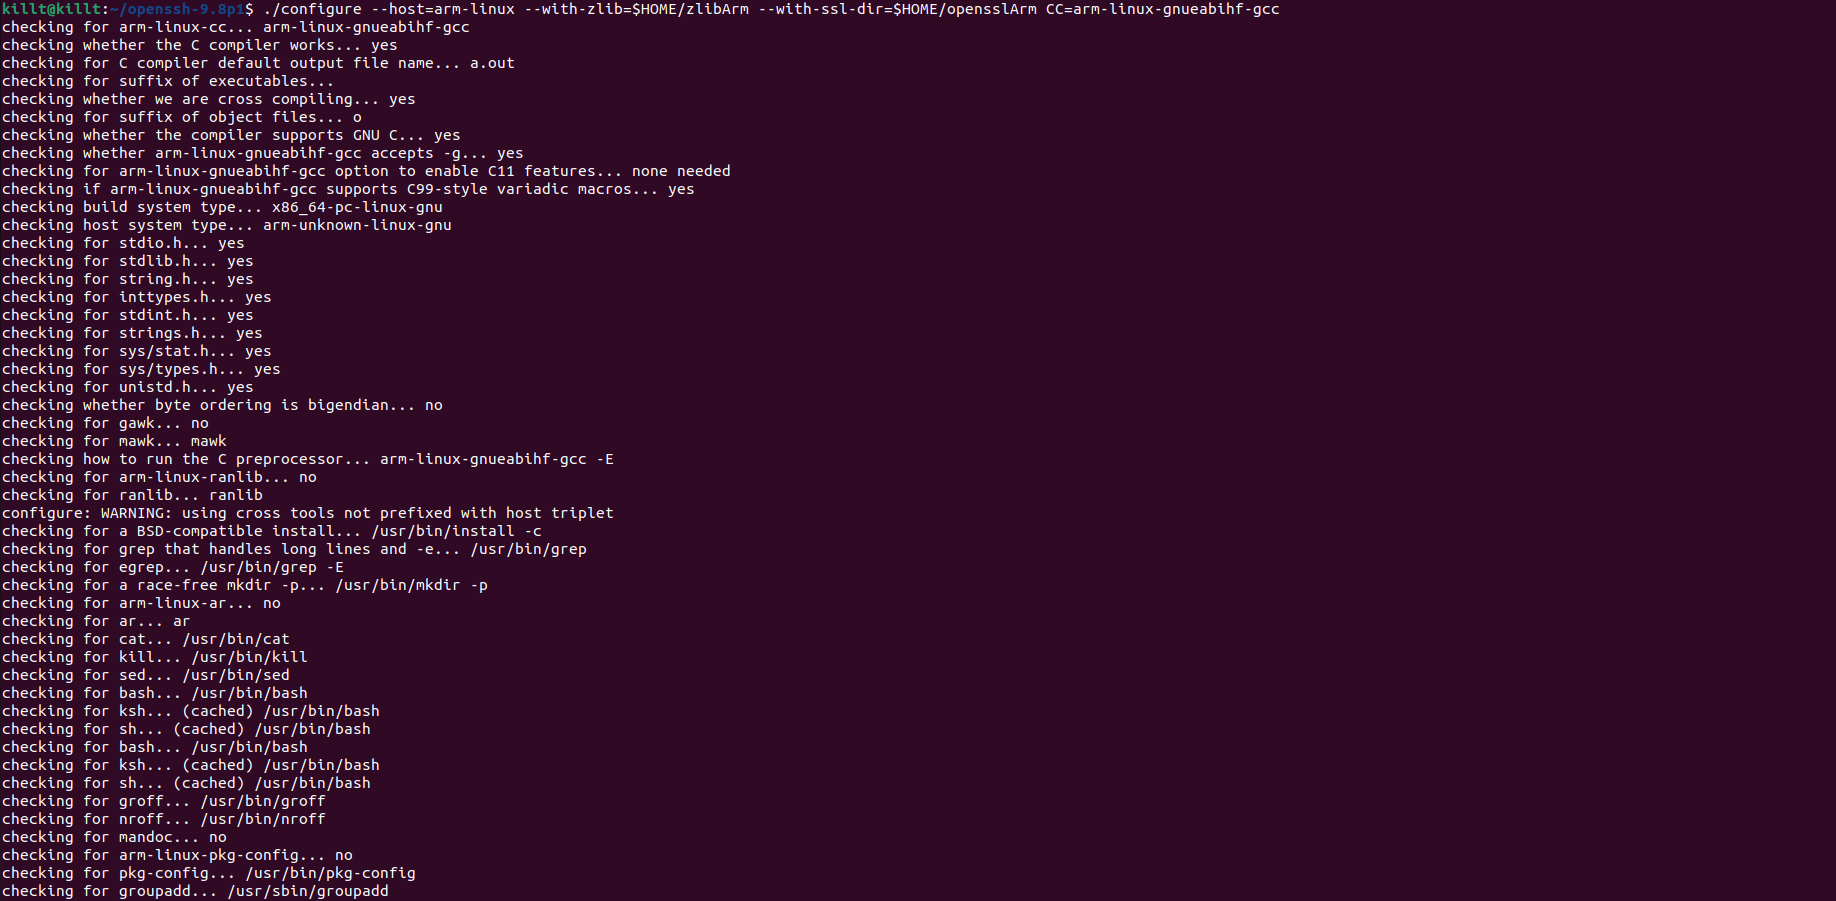 killt@killt:~/openssh-9.8p1$ ./configure --host=arm-linux --with-zlib=$HOME/zlibArm --with-ssl-dir=$HOME/opensslArm CC=arm-linux-gnueabihf-gcc
checking for arm-linux-cc... arm-linux-gnueabihf-gcc
checking whether the C compiler works... yes
checking for C compiler default output file name... a.out
checking for suffix of executables...
checking whether we are cross compiling... yes
checking for suffix of object files... o
checking whether the compiler supports GNU C... yes
checking whether arm-linux-gnueabihf-gcc accepts -g... yes
checking for arm-linux-gnueabihf-gcc option to enable C11 features... none needed
checking if arm-linux-gnueabihf-gcc supports C99-style variadic macros... yes
checking build system type... x86_64-pc-linux-gnu
checking host system type... arm-unknown-linux-gnu
checking for stdio.h... yes
checking for stdlib.h... yes
checking for string.h... yes
checking for inttypes.h... yes
checking for stdint.h... yes
checking for strings.h... yes
checking for sys/stat.h... yes
checking for sys/types.h... yes
checking for unistd.h... yes
checking whether byte ordering is bigendian... no
checking for gawk... no
checking for mawk... mawk
checking how to run the C preprocessor... arm-linux-gnueabihf-gcc -E
checking for arm-linux-ranlib... no
checking for ranlib... ranlib
configure: WARNING: using cross tools not prefixed with host triplet
checking for a BSD-compatible install... /usr/bin/install -c
checking for grep that handles long lines and -e... /usr/bin/grep
checking for egrep... /usr/bin/grep -E
checking for a race-free mkdir -p... /usr/bin/mkdir -p
checking for arm-linux-ar... no
checking for ar... ar
checking for cat... /usr/bin/cat
checking for kill... /usr/bin/kill
checking for sed... /usr/bin/sed
checking for bash... /usr/bin/bash
checking for ksh... (cached) /usr/bin/bash
checking for sh... (cached) /usr/bin/bash
checking for bash... /usr/bin/bash
checking for ksh... (cached) /usr/bin/bash
checking for sh... (cached) /usr/bin/bash
checking for groff... /usr/bin/groff
checking for nroff... /usr/bin/nroff
checking for mandoc... no
checking for arm-linux-pkg-config... no
checking for pkg-config... /usr/bin/pkg-config
checking for groupadd... /usr/sbin/groupadd